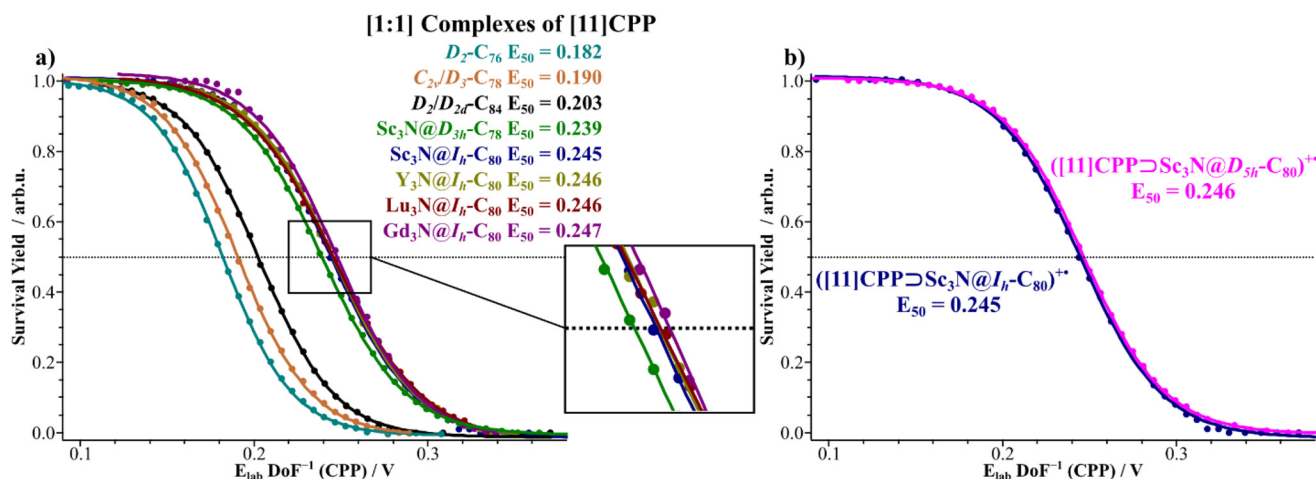 [1:1] Complexes of [11]CPP
a)
D₂-C₇₆ E₅₀ = 0.182
C₂ᵥ/D₃-C₇₈ E₅₀ = 0.190
D₂/D₂d-C₈₄ E₅₀ = 0.203
Sc₃N@D₃ₕ-C₇₈ E₅₀ = 0.239
Sc₃N@Iₕ-C₈₀ E₅₀ = 0.245
Y₃N@Iₕ-C₈₀ E₅₀ = 0.246
Lu₃N@Iₕ-C₈₀ E₅₀ = 0.246
Gd₃N@Iₕ-C₈₀ E₅₀ = 0.247
Survival Yield / arb.u.
1.0
0.8
0.6
0.4
0.2
0.0
0.1
0.2
0.3
E_lab DoF⁻¹ (CPP) / V
b)
([11]CPP⊃Sc₃N@D₅ₕ-C₈₀)⁺•
E₅₀ = 0.246
([11]CPP⊃Sc₃N@Iₕ-C₈₀)⁺•
E₅₀ = 0.245
Survival Yield / arb.u.
1.0
0.8
0.6
0.4
0.2
0.0
0.1
0.2
0.3
E_lab DoF⁻¹ (CPP) / V